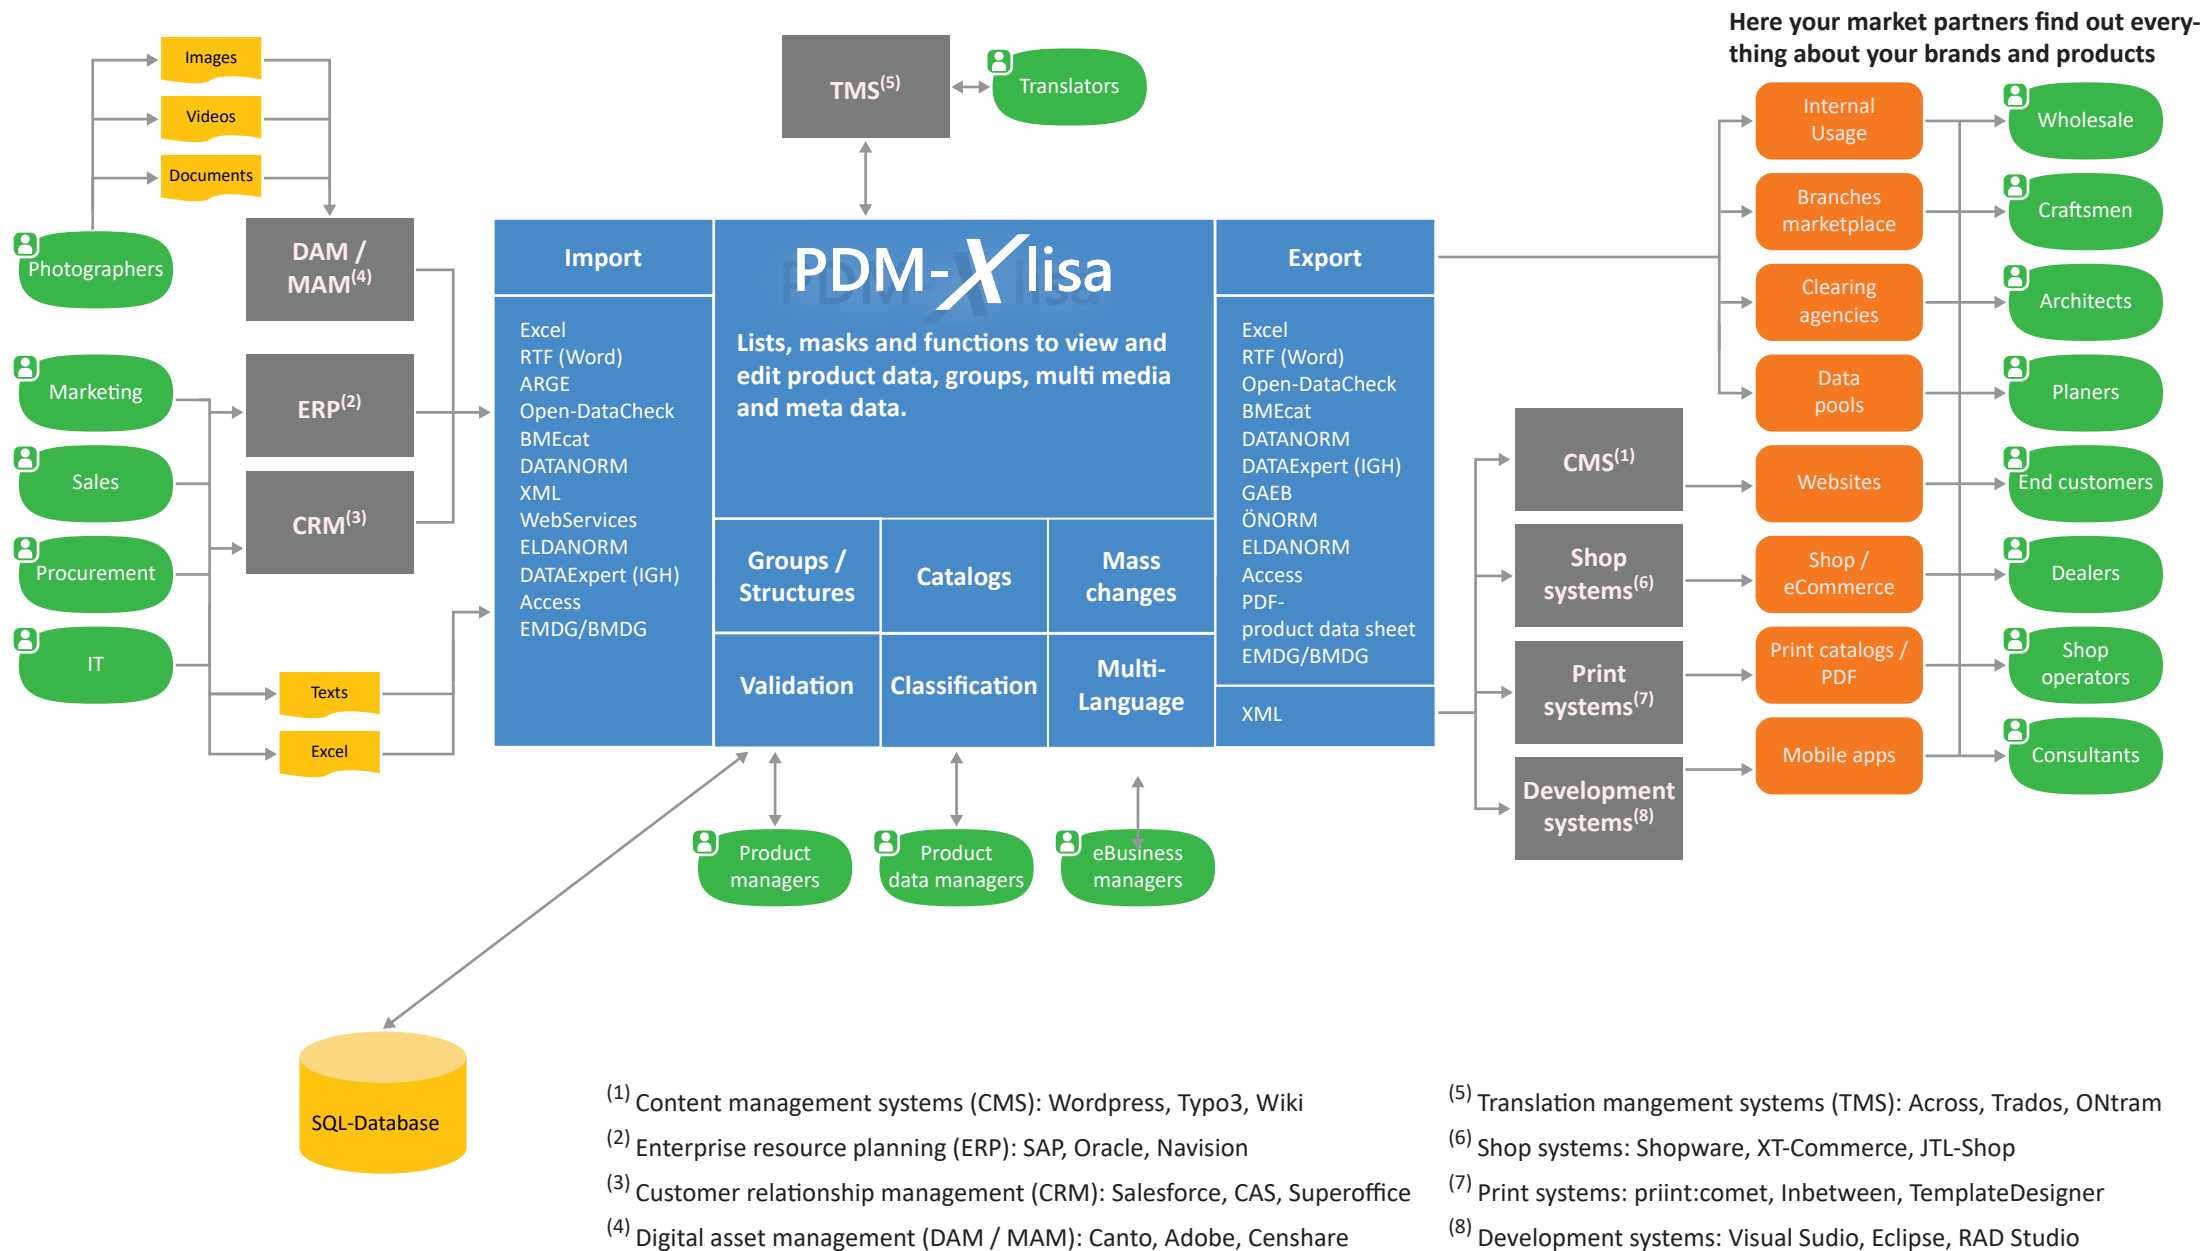 Here your market partners find out every-
thing about your brands and products
Images
Videos
Documents
Photographers
DAM /
MAM(4)
Marketing
Sales
Procurement
IT
ERP(2)
CRM(3)
Texts
Excel
TMS(5)
Translators
Import
Excel
RTF (Word)
ARGE
Open-DataCheck
BMEcat
DATANORM
XML
WebServices
ELDANORM
DATAExpert (IGH)
Access
EMDG/BMDG
PDM-Xlisa
Lists, masks and functions to view and
edit product data, groups, multi media
and meta data.
Groups /
Structures
Catalogs
Mass
changes
Validation
Classification
Multi-
Language
Export
Excel
RTF (Word)
Open-DataCheck
BMEcat
DATANORM
DATAExpert (IGH)
GAEB
ÖNORM
ELDANORM
Access
PDF-
product data sheet
EMDG/BMDG
XML
Product
managers
Product
data managers
eBusiness
managers
CMS(1)
Shop
systems(6)
Print
systems(7)
Development
systems(8)
Internal
Usage
Branches
marketplace
Clearing
agencies
Data
pools
Websites
Shop /
eCommerce
Print catalogs /
PDF
Mobile apps
Wholesale
Craftsmen
Architects
Planers
End customers
Dealers
Shop
operators
Consultants
SQL-Database
(1) Content management systems (CMS): Wordpress, Typo3, Wiki
(2) Enterprise resource planning (ERP): SAP, Oracle, Navision
(3) Customer relationship management (CRM): Salesforce, CAS, Superoffice
(4) Digital asset management (DAM / MAM): Canto, Adobe, Censhare
(5) Translation mangement systems (TMS): Across, Trados, ONtram
(6) Shop systems: Shopware, XT-Commerce, JTL-Shop
(7) Print systems: priint:comet, Inbetween, TemplateDesigner
(8) Development systems: Visual Sudio, Eclipse, RAD Studio